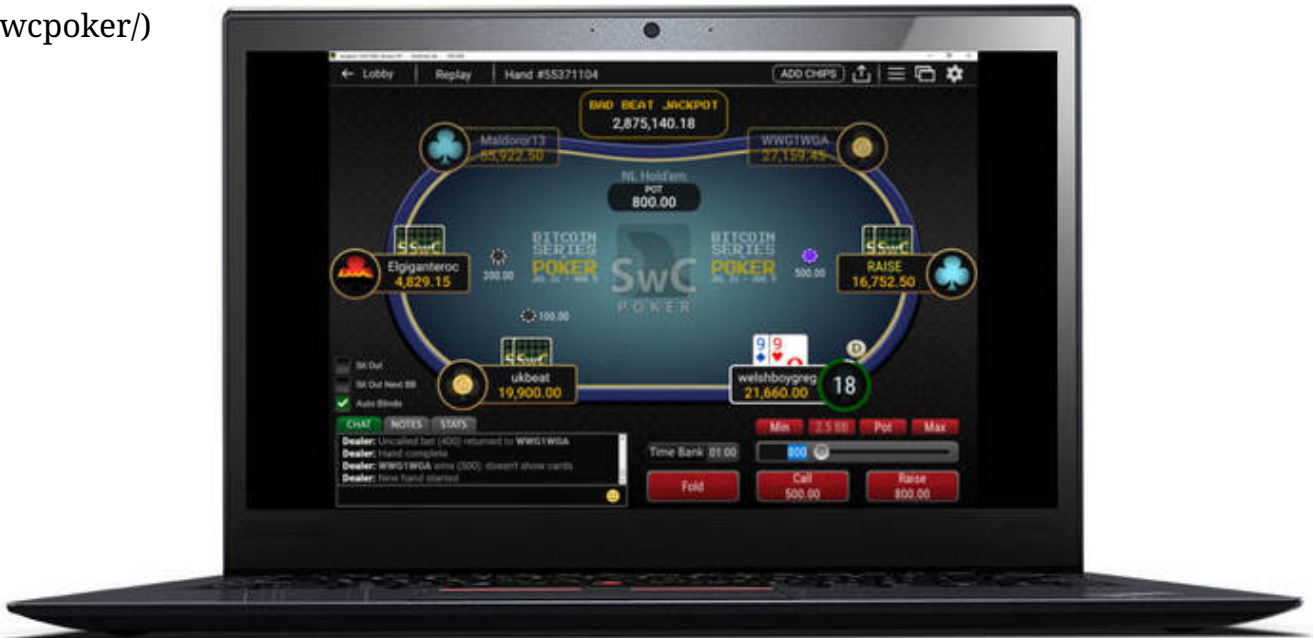 wcpoker/)
Lobby
Replay
Hand #55371104
ADD CHIPS
BAD BEAT JACKPOT
2,875,140.18
Maldoror13
65,922.50
WWG1WGA
27,159.45
NL Hold'em
POT
800.00
SSwC
Elgiganteroc
4,829.15
200.00
BITCOIN
SERIES
POKER
SwC
POKER
BITCOIN
SERIES
POKER
500.00
SSwC
RAISE
16,752.50
100.00
SSwC
ukbeat
19,900.00
9 9
D
welshboygreg
21,660.00
18
Sit Out
Sit Out Next BB
Auto Blinds
CHAT
NOTES
STATS
Dealer: Uncalled bet (400) returned to WWG1WGA
Dealer: Hand complete
Dealer: WWG1WGA wins (500) doesn't show cards
Dealer: New hand started
Min
2.5 BB
Pot
Max
Time Bank 01:00
800
Fold
Call
500.00
Raise
800.00